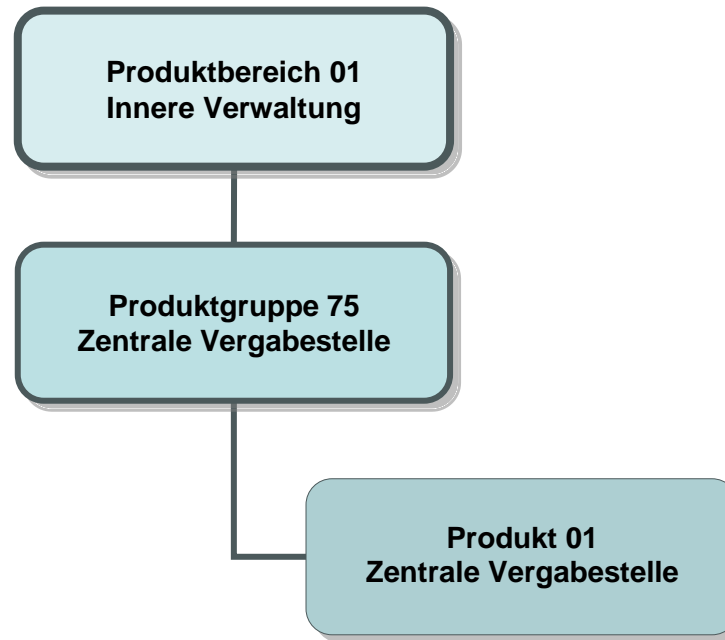 Produktbereich 01
Innere Verwaltung
Produktgruppe 75
Zentrale Vergabestelle
Produkt 01
Zentrale Vergabestelle